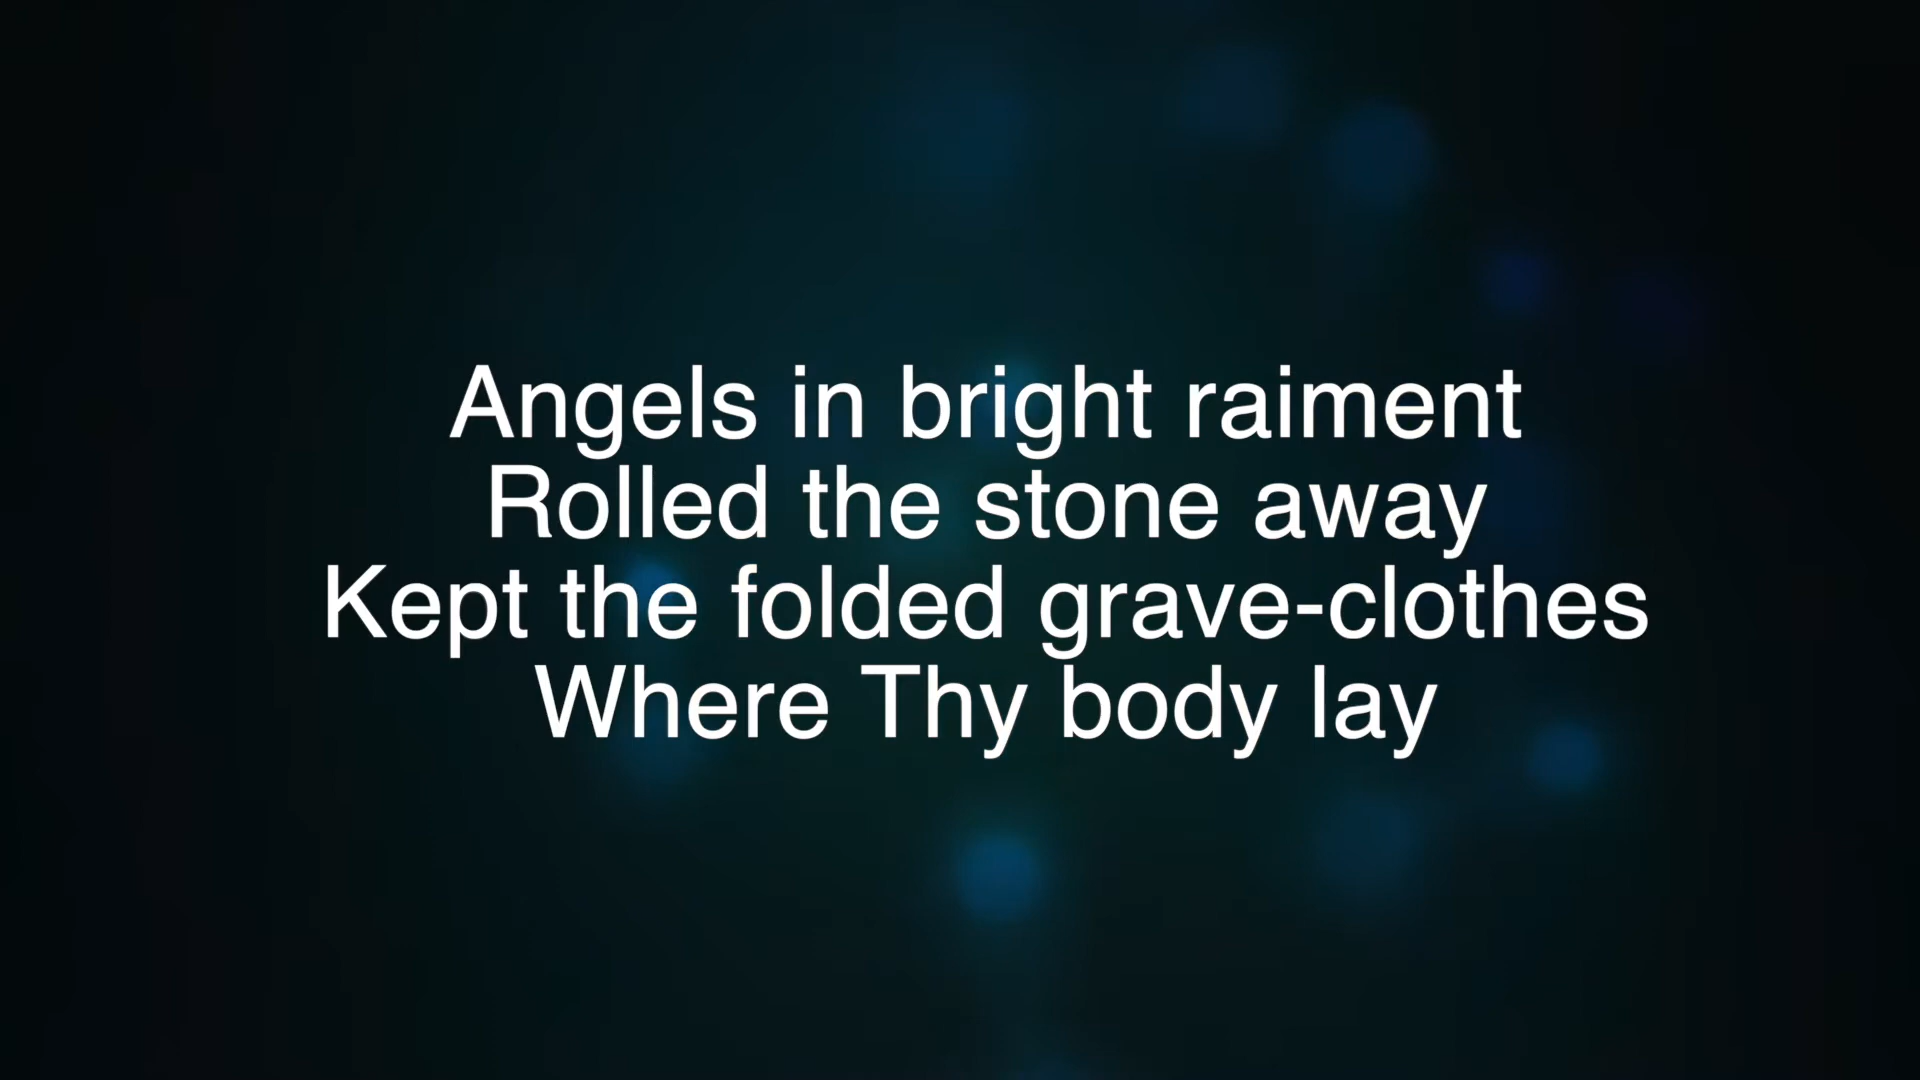 Angels in bright raiment
Rolled the stone away
Kept the folded grave-clothes
Where Thy body lay